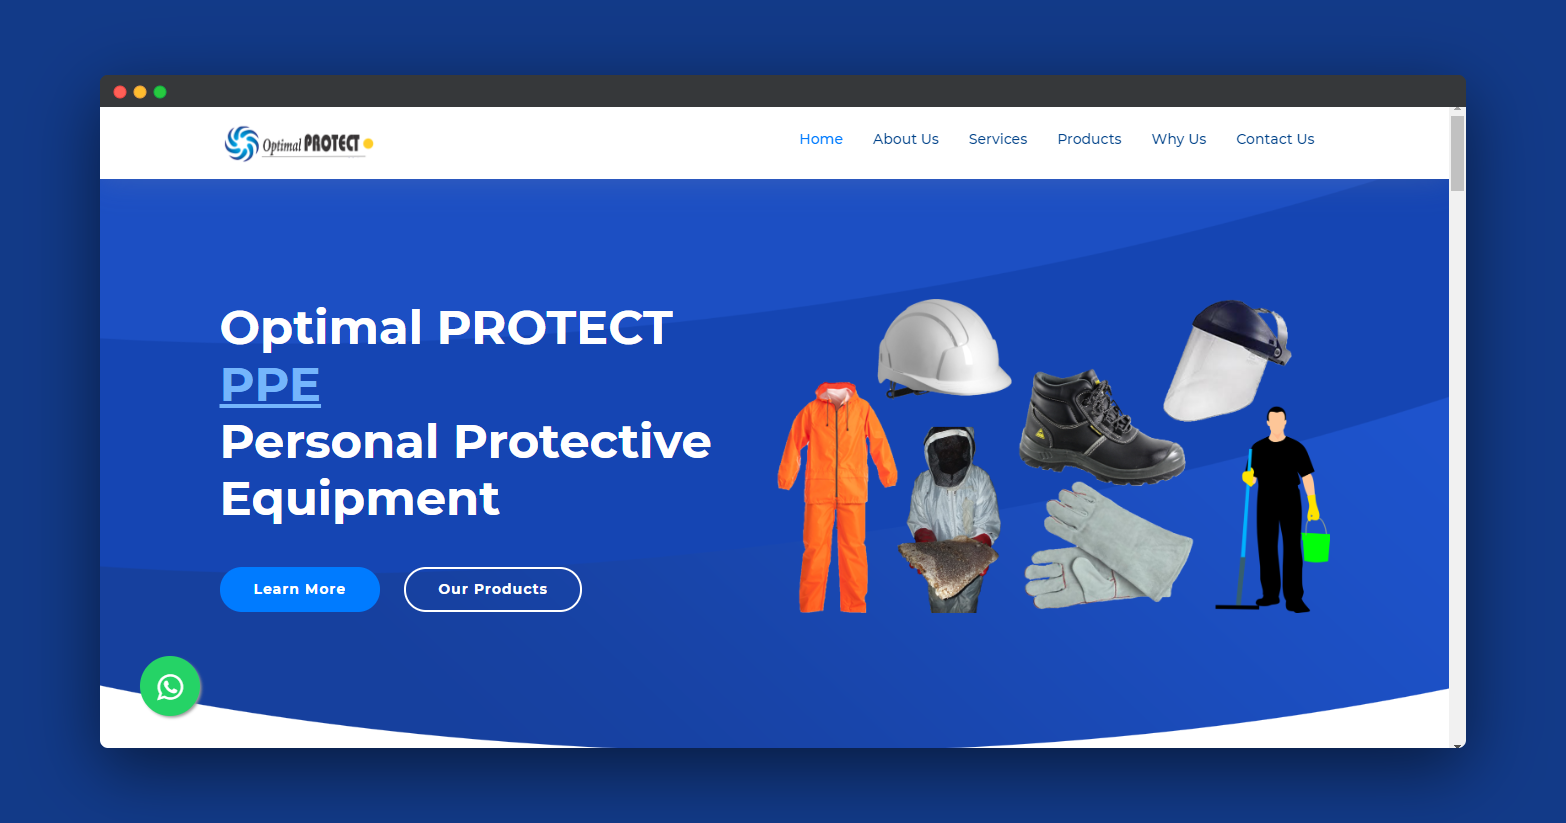 Optimal PROTECT
Home About Us Services Products Why Us Contact Us
Optimal PROTECT
PPE
Personal Protective
Equipment
Learn More Our Products